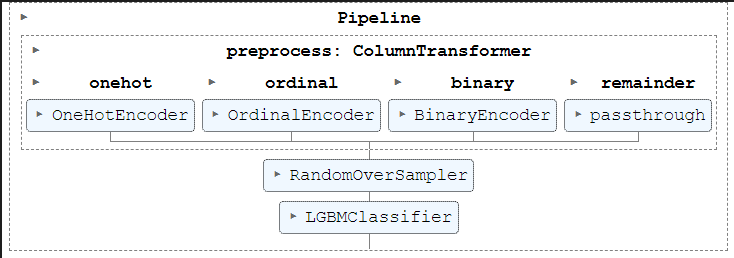 Pipeline
preprocess: ColumnTransformer
onehot ordinal binary remainder
OneHotEncoder OrdinalEncoder BinaryEncoder passthrough
RandomOverSampler
LGBMClassifier